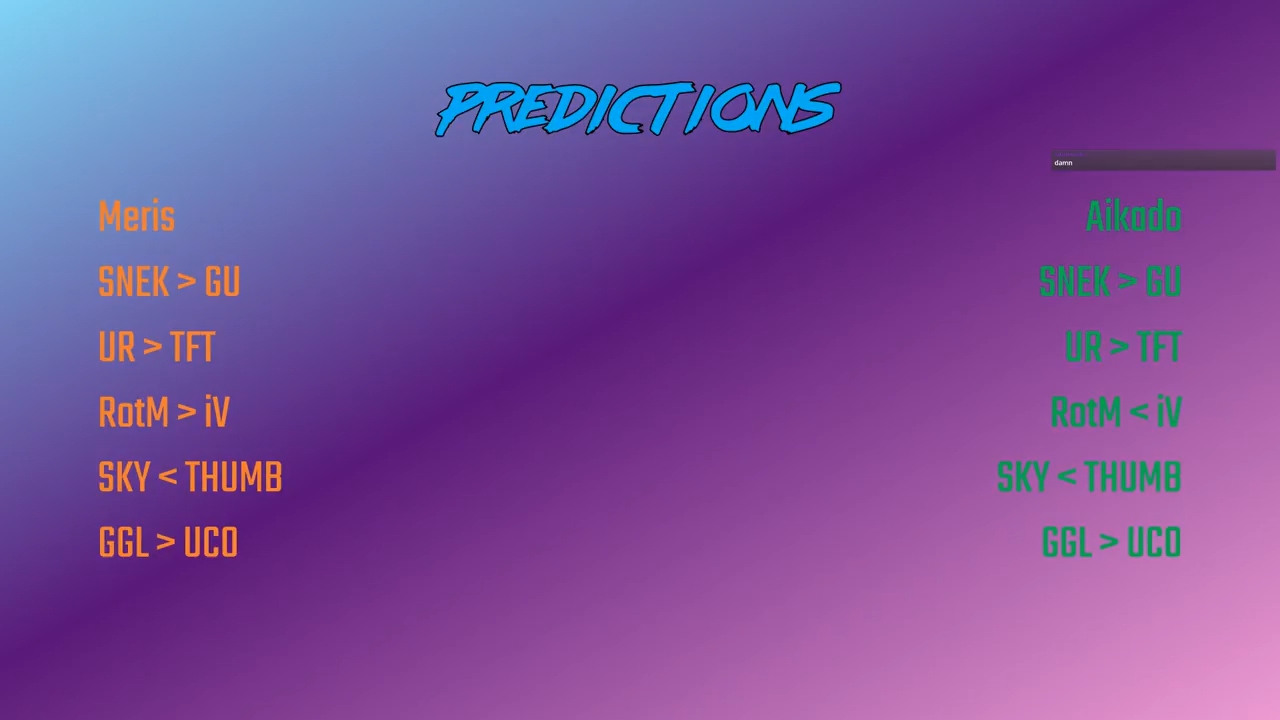 PREDICTIONS
damn
Meris
Aikado
SNEK > GU
SNEK > GU
UR > TFT
UR > TFT
RotM > iV
RotM < iV
SKY < THUMB
SKY < THUMB
GGL > UCO
GGL > UCO